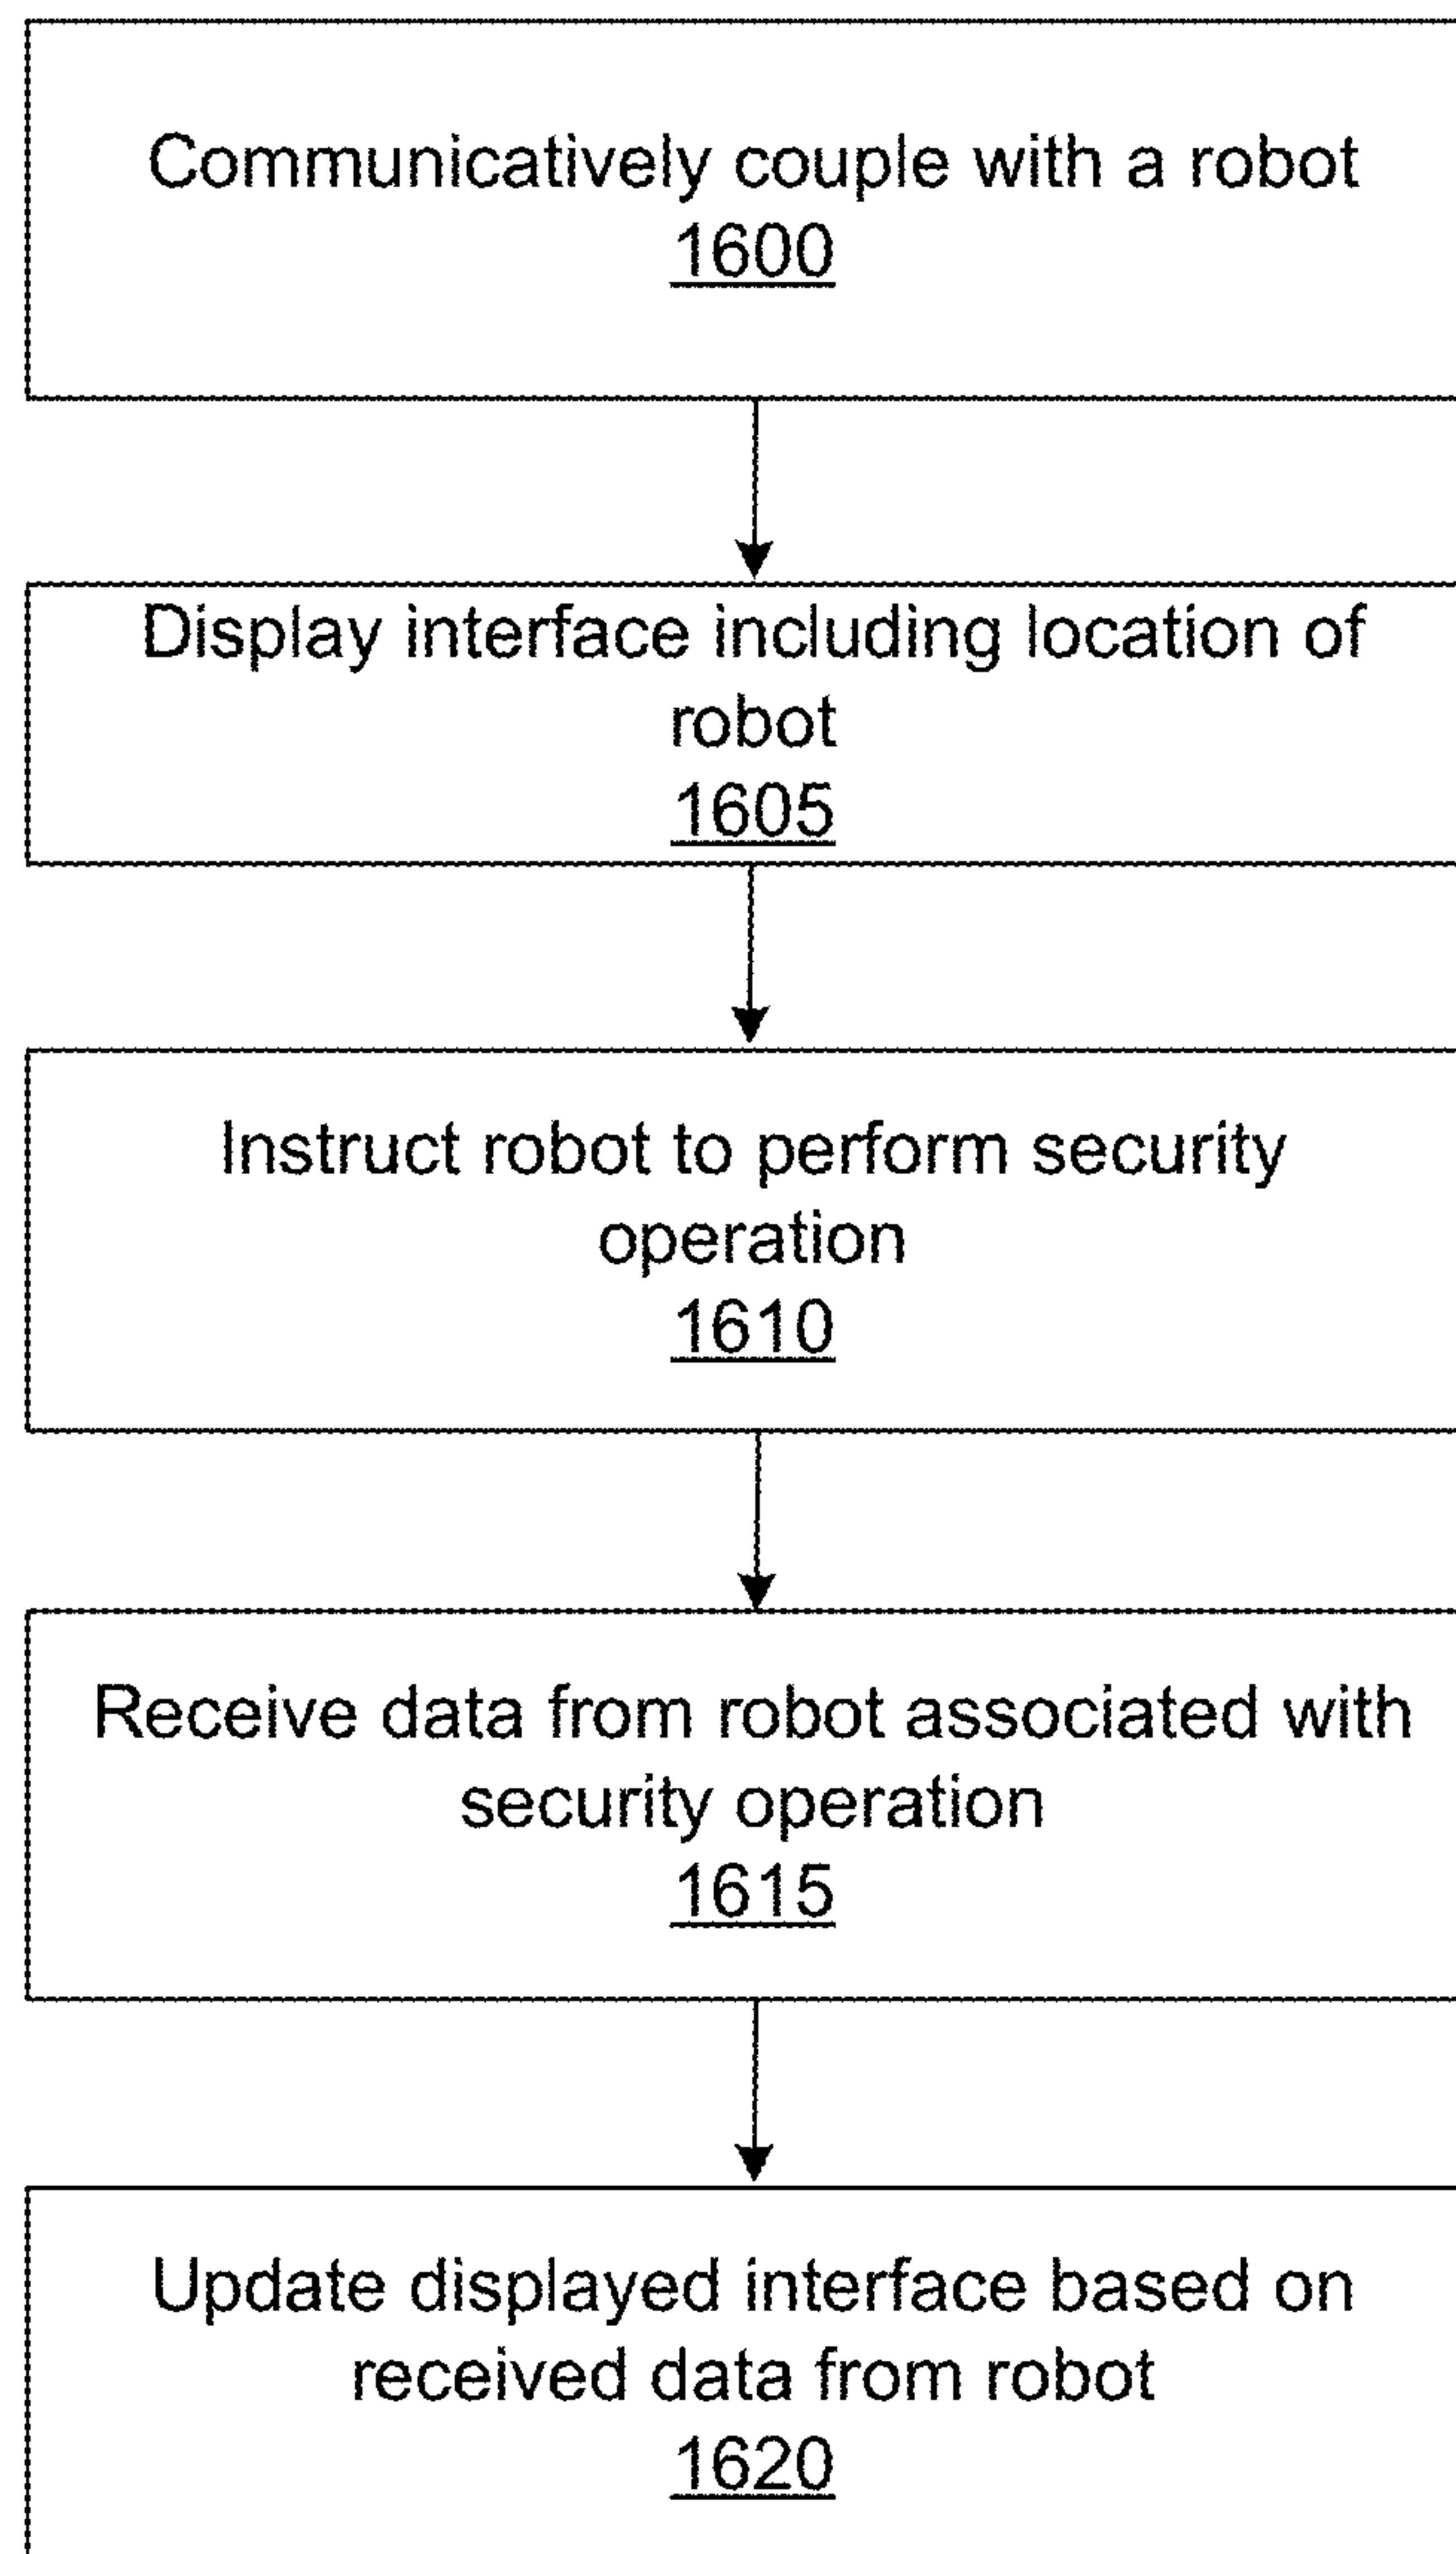 Communicatively couple with a robot
1600
Display interface including location of
robot
1605
Instruct robot to perform security
operation
1610
Receive data from robot associated with
security operation
1615
Update displayed interface based on
received data from robot
1620